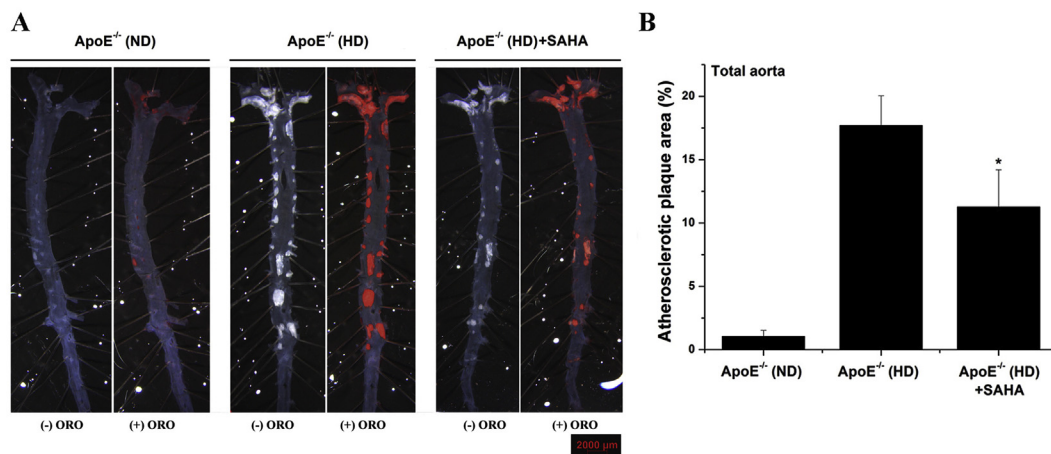 A
ApoE⁻/⁻ (ND)
ApoE⁻/⁻ (HD)
ApoE⁻/⁻ (HD)+SAHA
(-) ORO
(+) ORO
(-) ORO
(+) ORO
(-) ORO
(+) ORO
2000 µm
B
Total aorta
Atherosclerotic plaque area (%)
20
15
10
5
0
*
ApoE⁻/⁻ (ND)
ApoE⁻/⁻ (HD)
ApoE⁻/⁻ (HD)
+SAHA